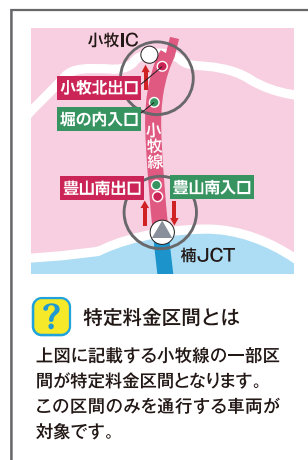 小牧IC
小牧北出口
堀の内入口
小牧線
豊山南出口
豊山南入口
楠JCT
? 特定料金区間とは
上図に記載する小牧線の一部区
間が特定料金区間となります。
この区間のみを通行する車両が
対象です。